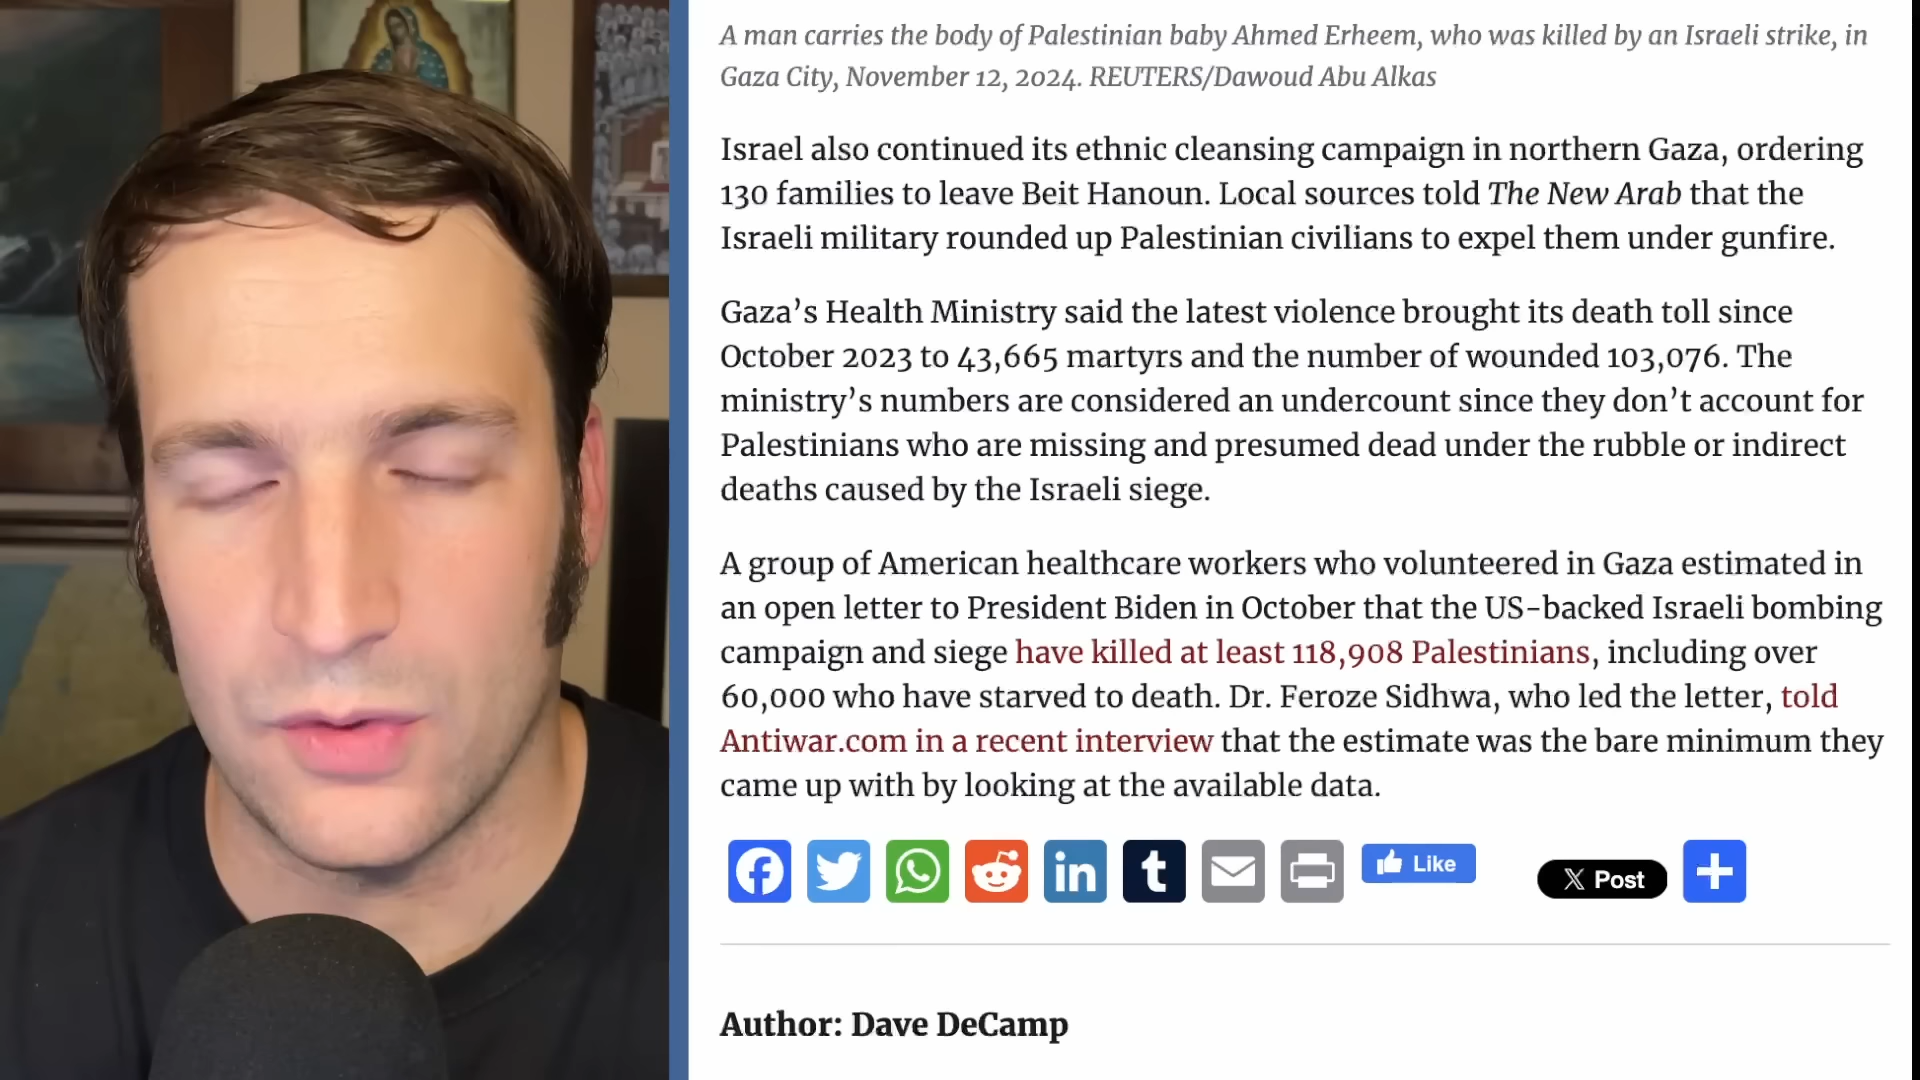 A man carries the body of Palestinian baby Ahmed Erheem, who was killed by an Israeli strike, in
Gaza City, November 12, 2024. REUTERS/Dawoud Abu Alkas
Israel also continued its ethnic cleansing campaign in northern Gaza, ordering
130 families to leave Beit Hanoun. Local sources told The New Arab that the
Israeli military rounded up Palestinian civilians to expel them under gunfire.
Gaza’s Health Ministry said the latest violence brought its death toll since
October 2023 to 43,665 martyrs and the number of wounded 103,076. The
ministry’s numbers are considered an undercount since they don’t account for
Palestinians who are missing and presumed dead under the rubble or indirect
deaths caused by the Israeli siege.
A group of American healthcare workers who volunteered in Gaza estimated in
an open letter to President Biden in October that the US-backed Israeli bombing
campaign and siege have killed at least 118,908 Palestinians, including over
60,000 who have starved to death. Dr. Feroze Sidhwa, who led the letter, told
Antiwar.com in a recent interview that the estimate was the bare minimum they
came up with by looking at the available data.
Like
X Post
Author: Dave DeCamp